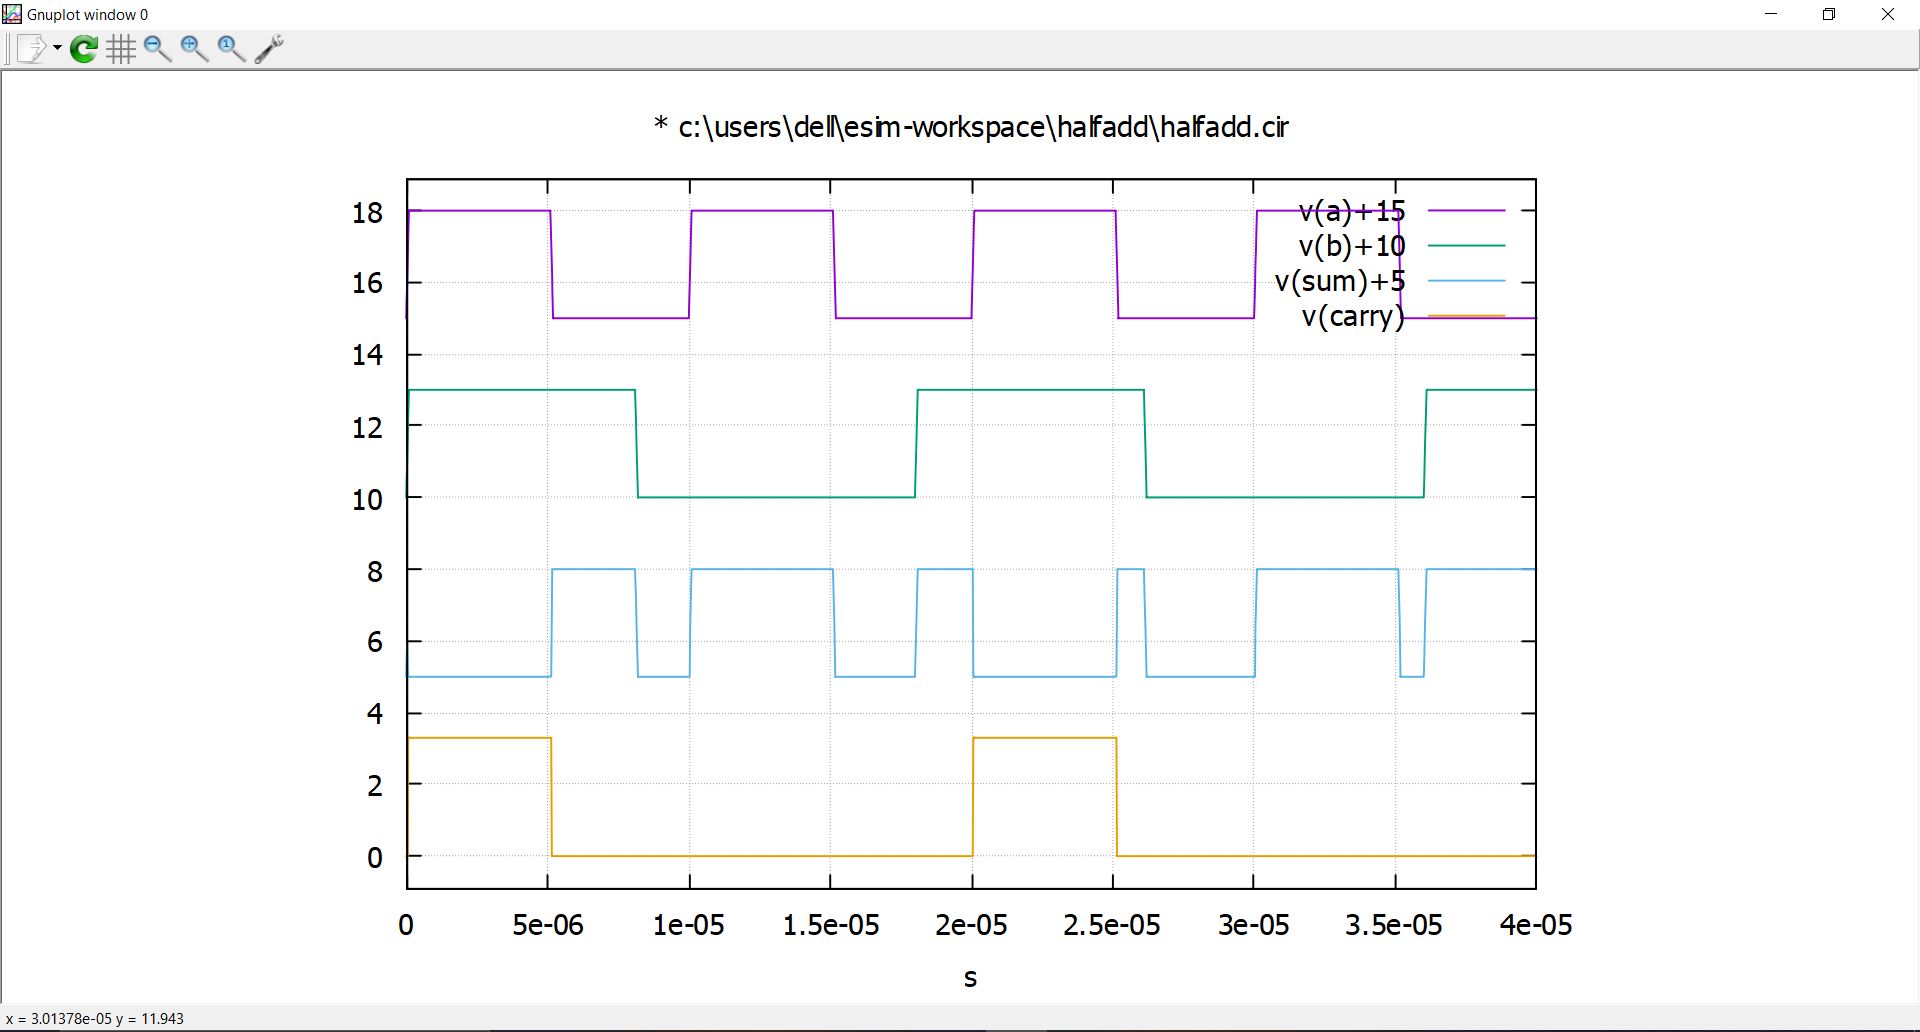 Gnuplot window 0
* c:\users\dell\esim-workspace\halfadd\halfadd.cir
18
16
14
12
10
8
6
4
2
0
v(a)+15
v(b)+10
v(sum)+5
v(carry)
0 5e-06 1e-05 1.5e-05 2e-05 2.5e-05 3e-05 3.5e-05 4e-05
s
x = 3.01378e-05 y = 11.943